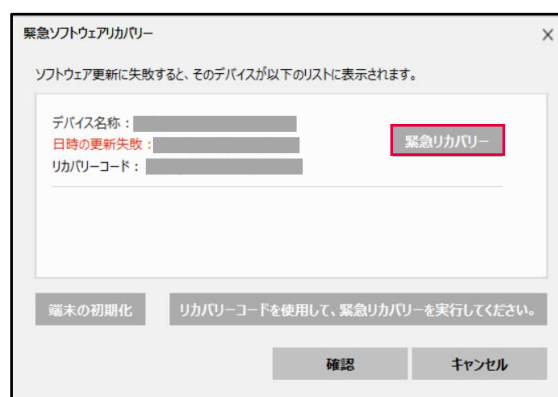 緊急ソフトウェアリカバリー
ソフトウェア更新に失敗すると、そのデバイスが以下のリストに表示されます。
デバイス名称：
日時の更新失敗：
緊急リカバリー
リカバリーコード：
端末の初期化
リカバリーコードを使用して、緊急リカバリーを実行してください。
確認
キャンセル